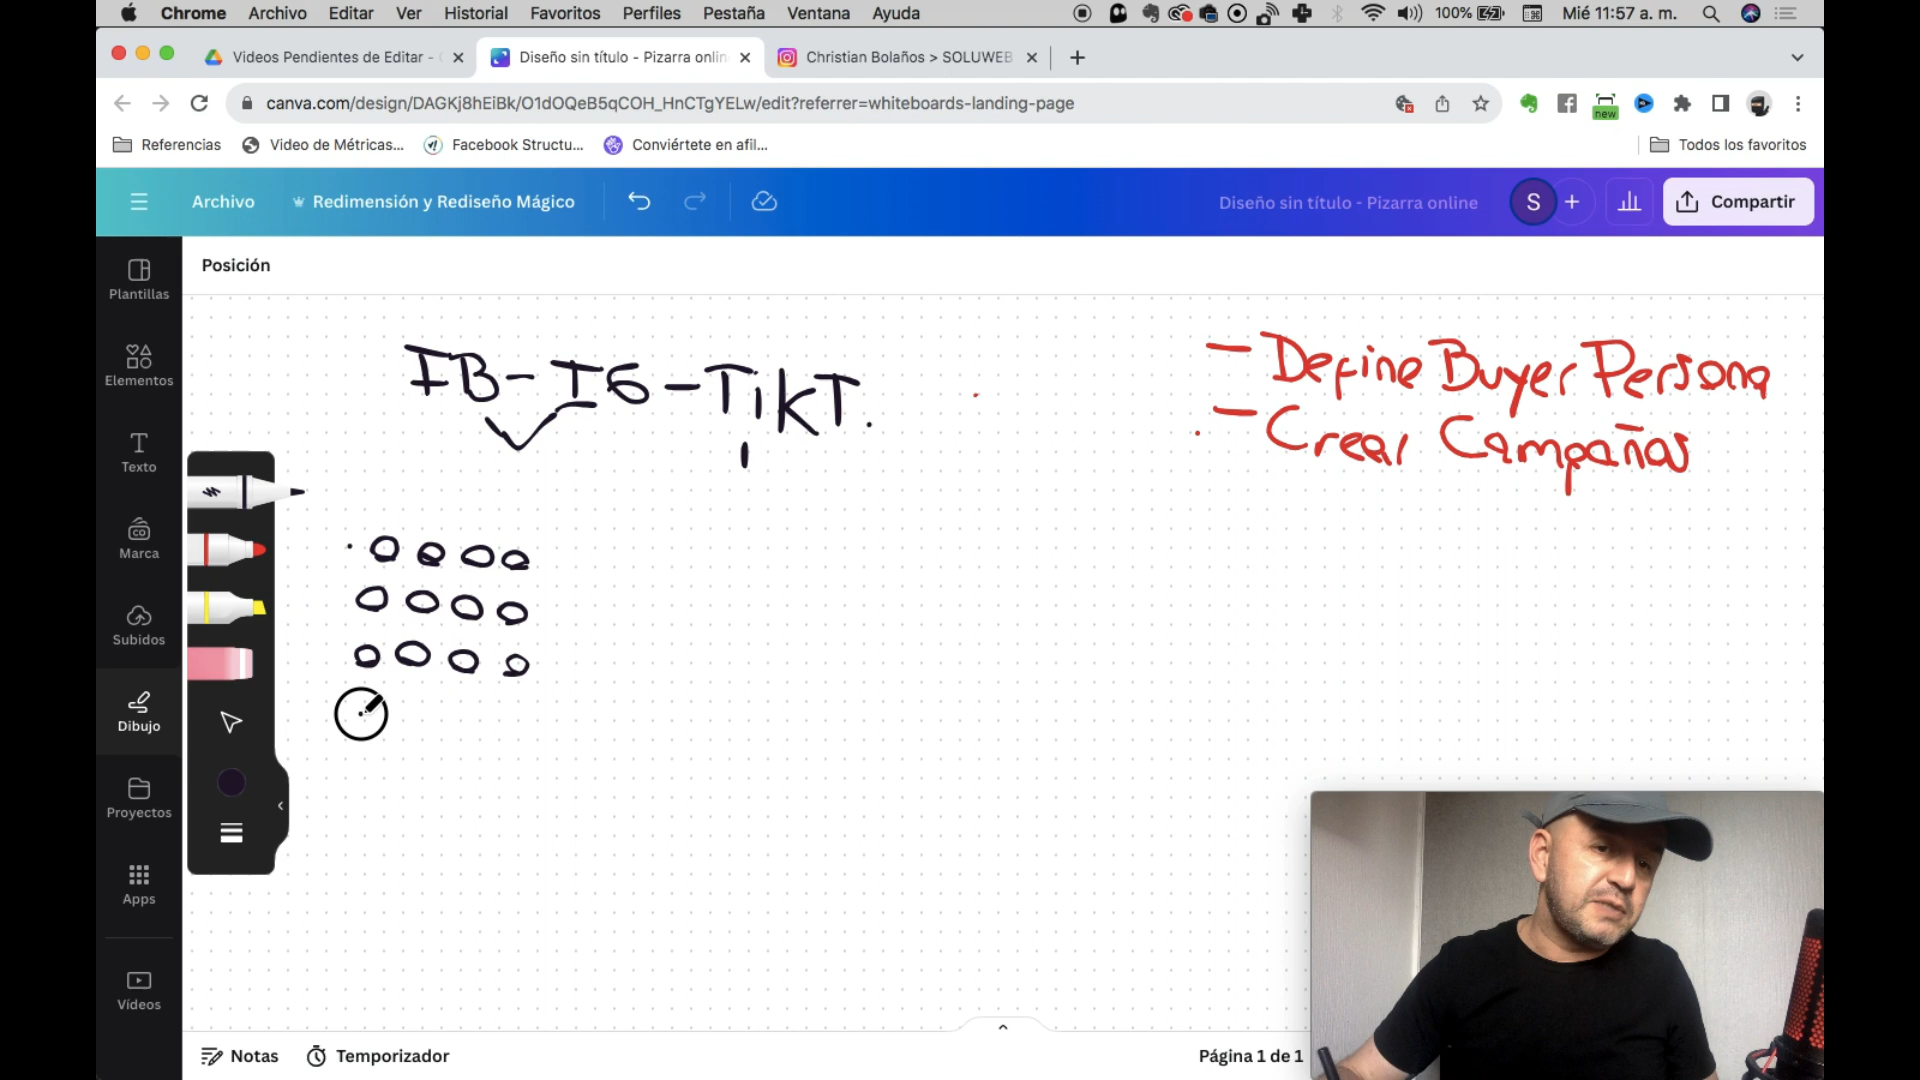 Chrome Archivo Editar Ver Historial Favoritos Perfiles Pestaña Ventana Ayuda 100% Mié 11:57 a. m.
Videos Pendientes de Editar - Diseño sin título - Pizarra onlin Christian Bolaños > SOLUWEB
canva.com/design/DAGKj8hEiBk/O1dOQeB5qCOH_HnCTgYELw/edit?referrer=whiteboards-landing-page new
Referencias Video de Métricas... Facebook Structu... Conviértete en afil... Todos los favoritos
Archivo Redimensión y Rediseño Mágico Diseño sin título - Pizarra online S + Compartir
Posición
Plantillas
Elementos
Texto
Marca
Subidos
Dibujo
Proyectos
Apps
Vídeos
FB - IG - TikT.
- Define Buyer Persona
- Crear Campañas
Notas Temporizador Página 1 de 1